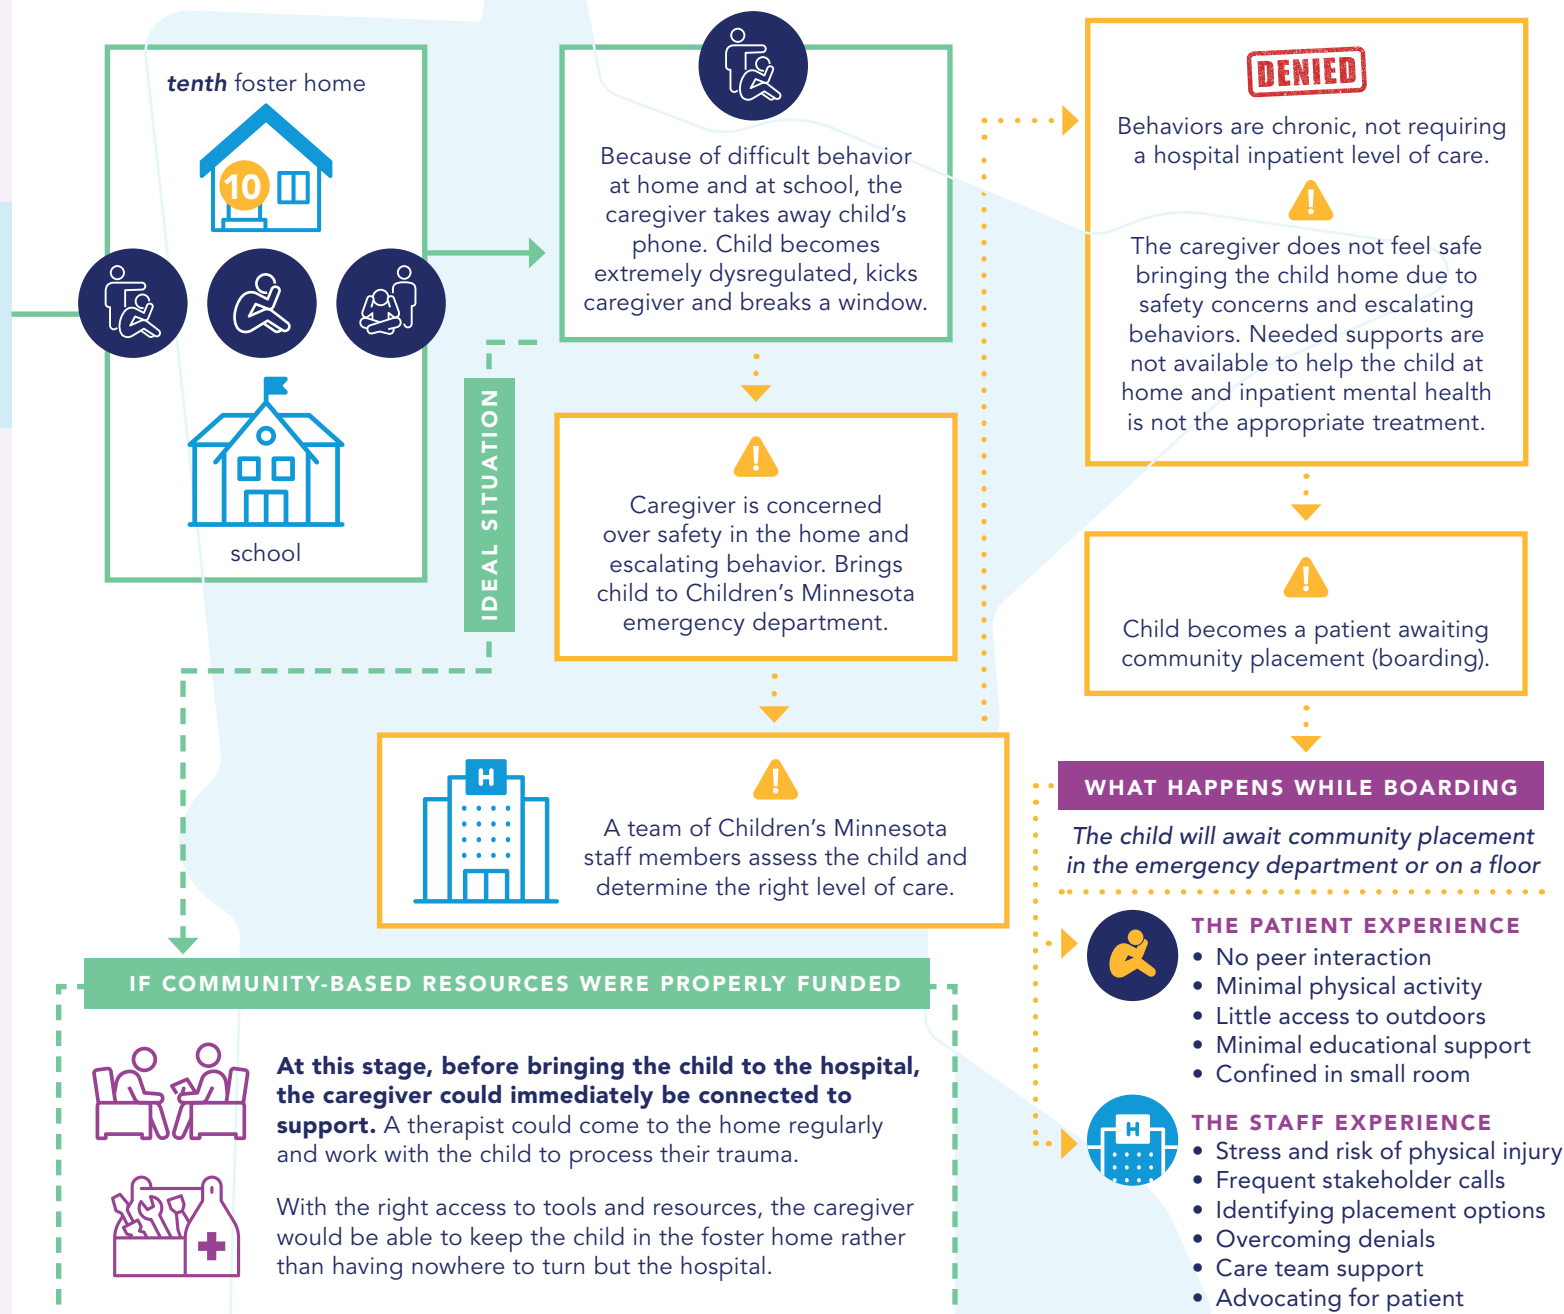 tenth foster home
10
school
Because of difficult behavior
at home and at school, the
caregiver takes away child's
phone. Child becomes
extremely dysregulated, kicks
caregiver and breaks a window.
IDEAL SITUATION
Caregiver is concerned
over safety in the home and
escalating behavior. Brings
child to Children's Minnesota
emergency department.
H
A team of Children's Minnesota
staff members assess the child and
determine the right level of care.
DENIED
Behaviors are chronic, not requiring
a hospital inpatient level of care.
The caregiver does not feel safe
bringing the child home due to
safety concerns and escalating
behaviors. Needed supports are
not available to help the child at
home and inpatient mental health
is not the appropriate treatment.
Child becomes a patient awaiting
community placement (boarding).
WHAT HAPPENS WHILE BOARDING
The child will await community placement
in the emergency department or on a floor
THE PATIENT EXPERIENCE
• No peer interaction
• Minimal physical activity
• Little access to outdoors
• Minimal educational support
• Confined in small room
H
THE STAFF EXPERIENCE
• Stress and risk of physical injury
• Frequent stakeholder calls
• Identifying placement options
• Overcoming denials
• Care team support
• Advocating for patient
IF COMMUNITY-BASED RESOURCES WERE PROPERLY FUNDED
At this stage, before bringing the child to the hospital,
the caregiver could immediately be connected to
support. A therapist could come to the home regularly
and work with the child to process their trauma.
With the right access to tools and resources, the caregiver
would be able to keep the child in the foster home rather
than having nowhere to turn but the hospital.